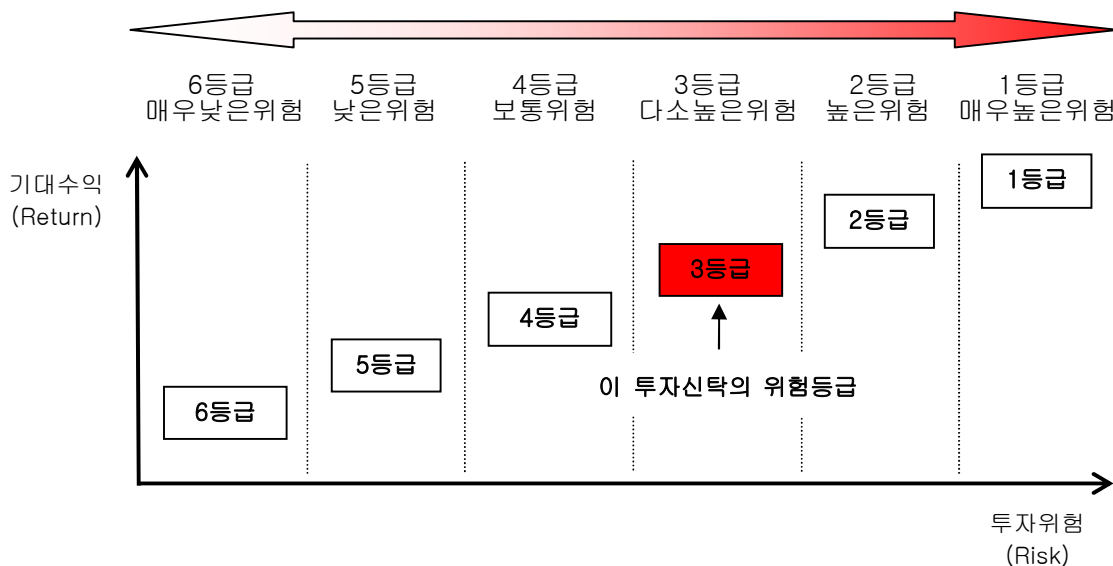 6등급 5등급 4등급 3등급 2등급 1등급
매우낮은위험 낮은위험 보통위험 다소높은위험 높은위험 매우높은위험
기대수익
(Return)
1등급
2등급
3등급
4등급
5등급
이 투자신탁의 위험등급
6등급
투자위험
(Risk)